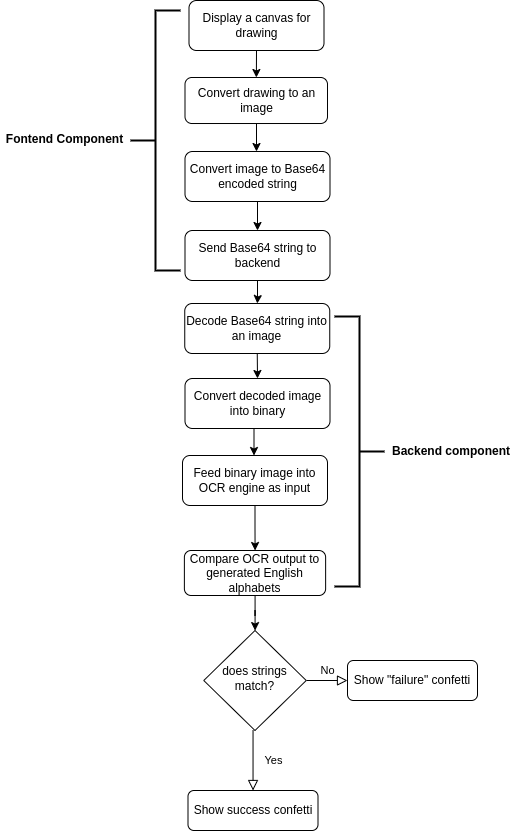 Display a canvas for
drawing
Convert drawing to an
image
Fontend Component
Convert image to Base64
encoded string
Send Base64 string to
backend
Decode Base64 string into
an image
Convert decoded image
into binary
Backend component
Feed binary image into
OCR engine as input
Compare OCR output to
generated English
alphabets
does strings
match?
No
Show "failure" confetti
Yes
Show success confetti